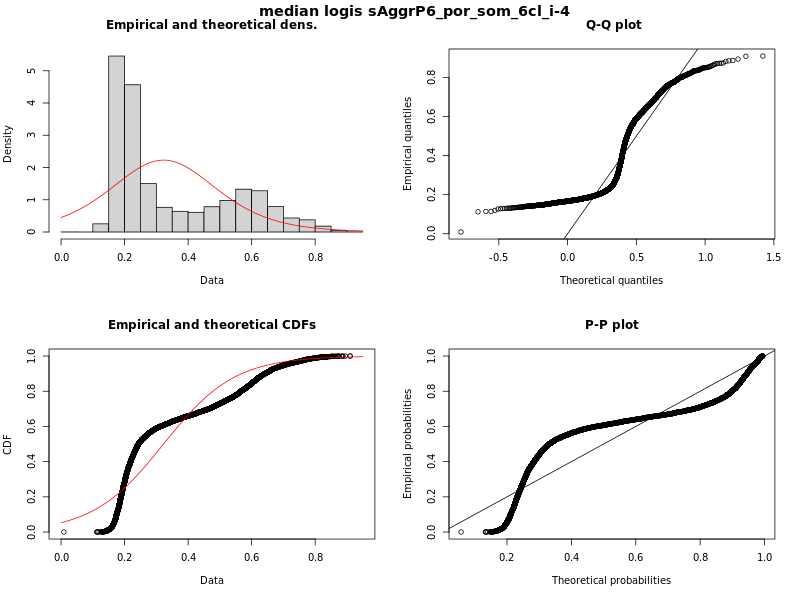 median logis sAggrP6_por_som_6cl_i-4
Empirical and theoretical dens.
Density
0 1 2 3 4 5
0.0 0.2 0.4 0.6 0.8
Data
Q-Q plot
Empirical quantiles
0.0 0.2 0.4 0.6 0.8
-0.5 0.0 0.5 1.0 1.5
Theoretical quantiles
Empirical and theoretical CDFs
CDF
0.0 0.2 0.4 0.6 0.8 1.0
0.0 0.2 0.4 0.6 0.8
Data
P-P plot
Empirical probabilities
0.0 0.2 0.4 0.6 0.8 1.0
0.2 0.4 0.6 0.8 1.0
Theoretical probabilities